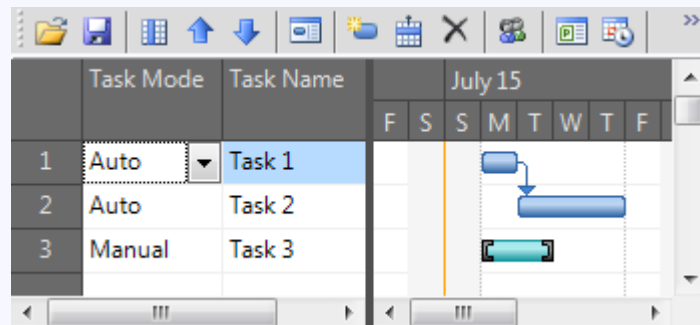 Task Mode Task Name July 15
F S S M T W T F
1 Auto Task 1
2 Auto Task 2
3 Manual Task 3